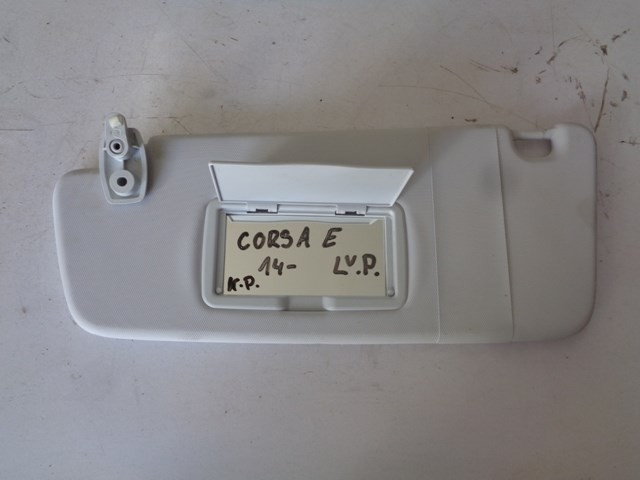 CORSA E
14- LV.P.
K.P.